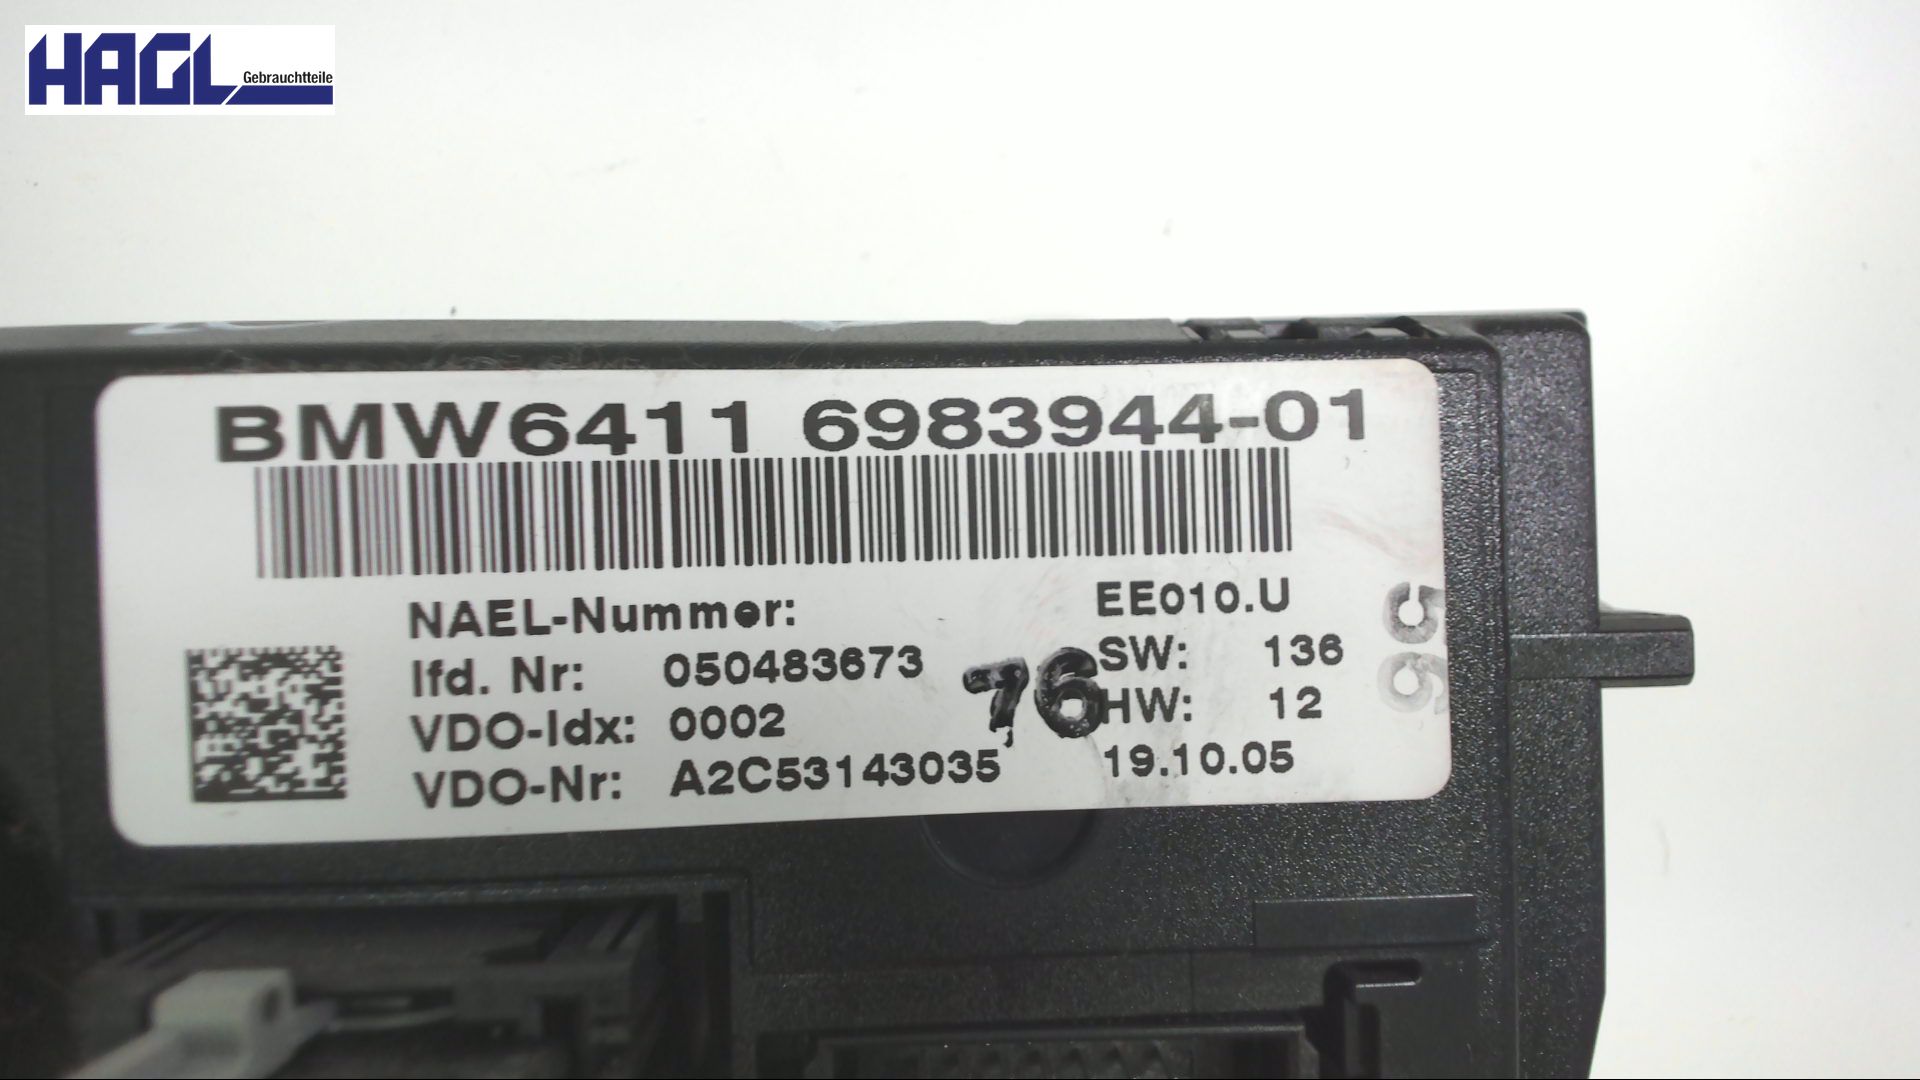 HAGL
Gebrauchtteile
BMW6411 6983944-01
NAEL-Nummer:
EE010.U
lfd. Nr: 050483673
SW: 136
VDO-Idx: 0002
HW: 12
VDO-Nr: A2C53143035
19.10.05
76
56